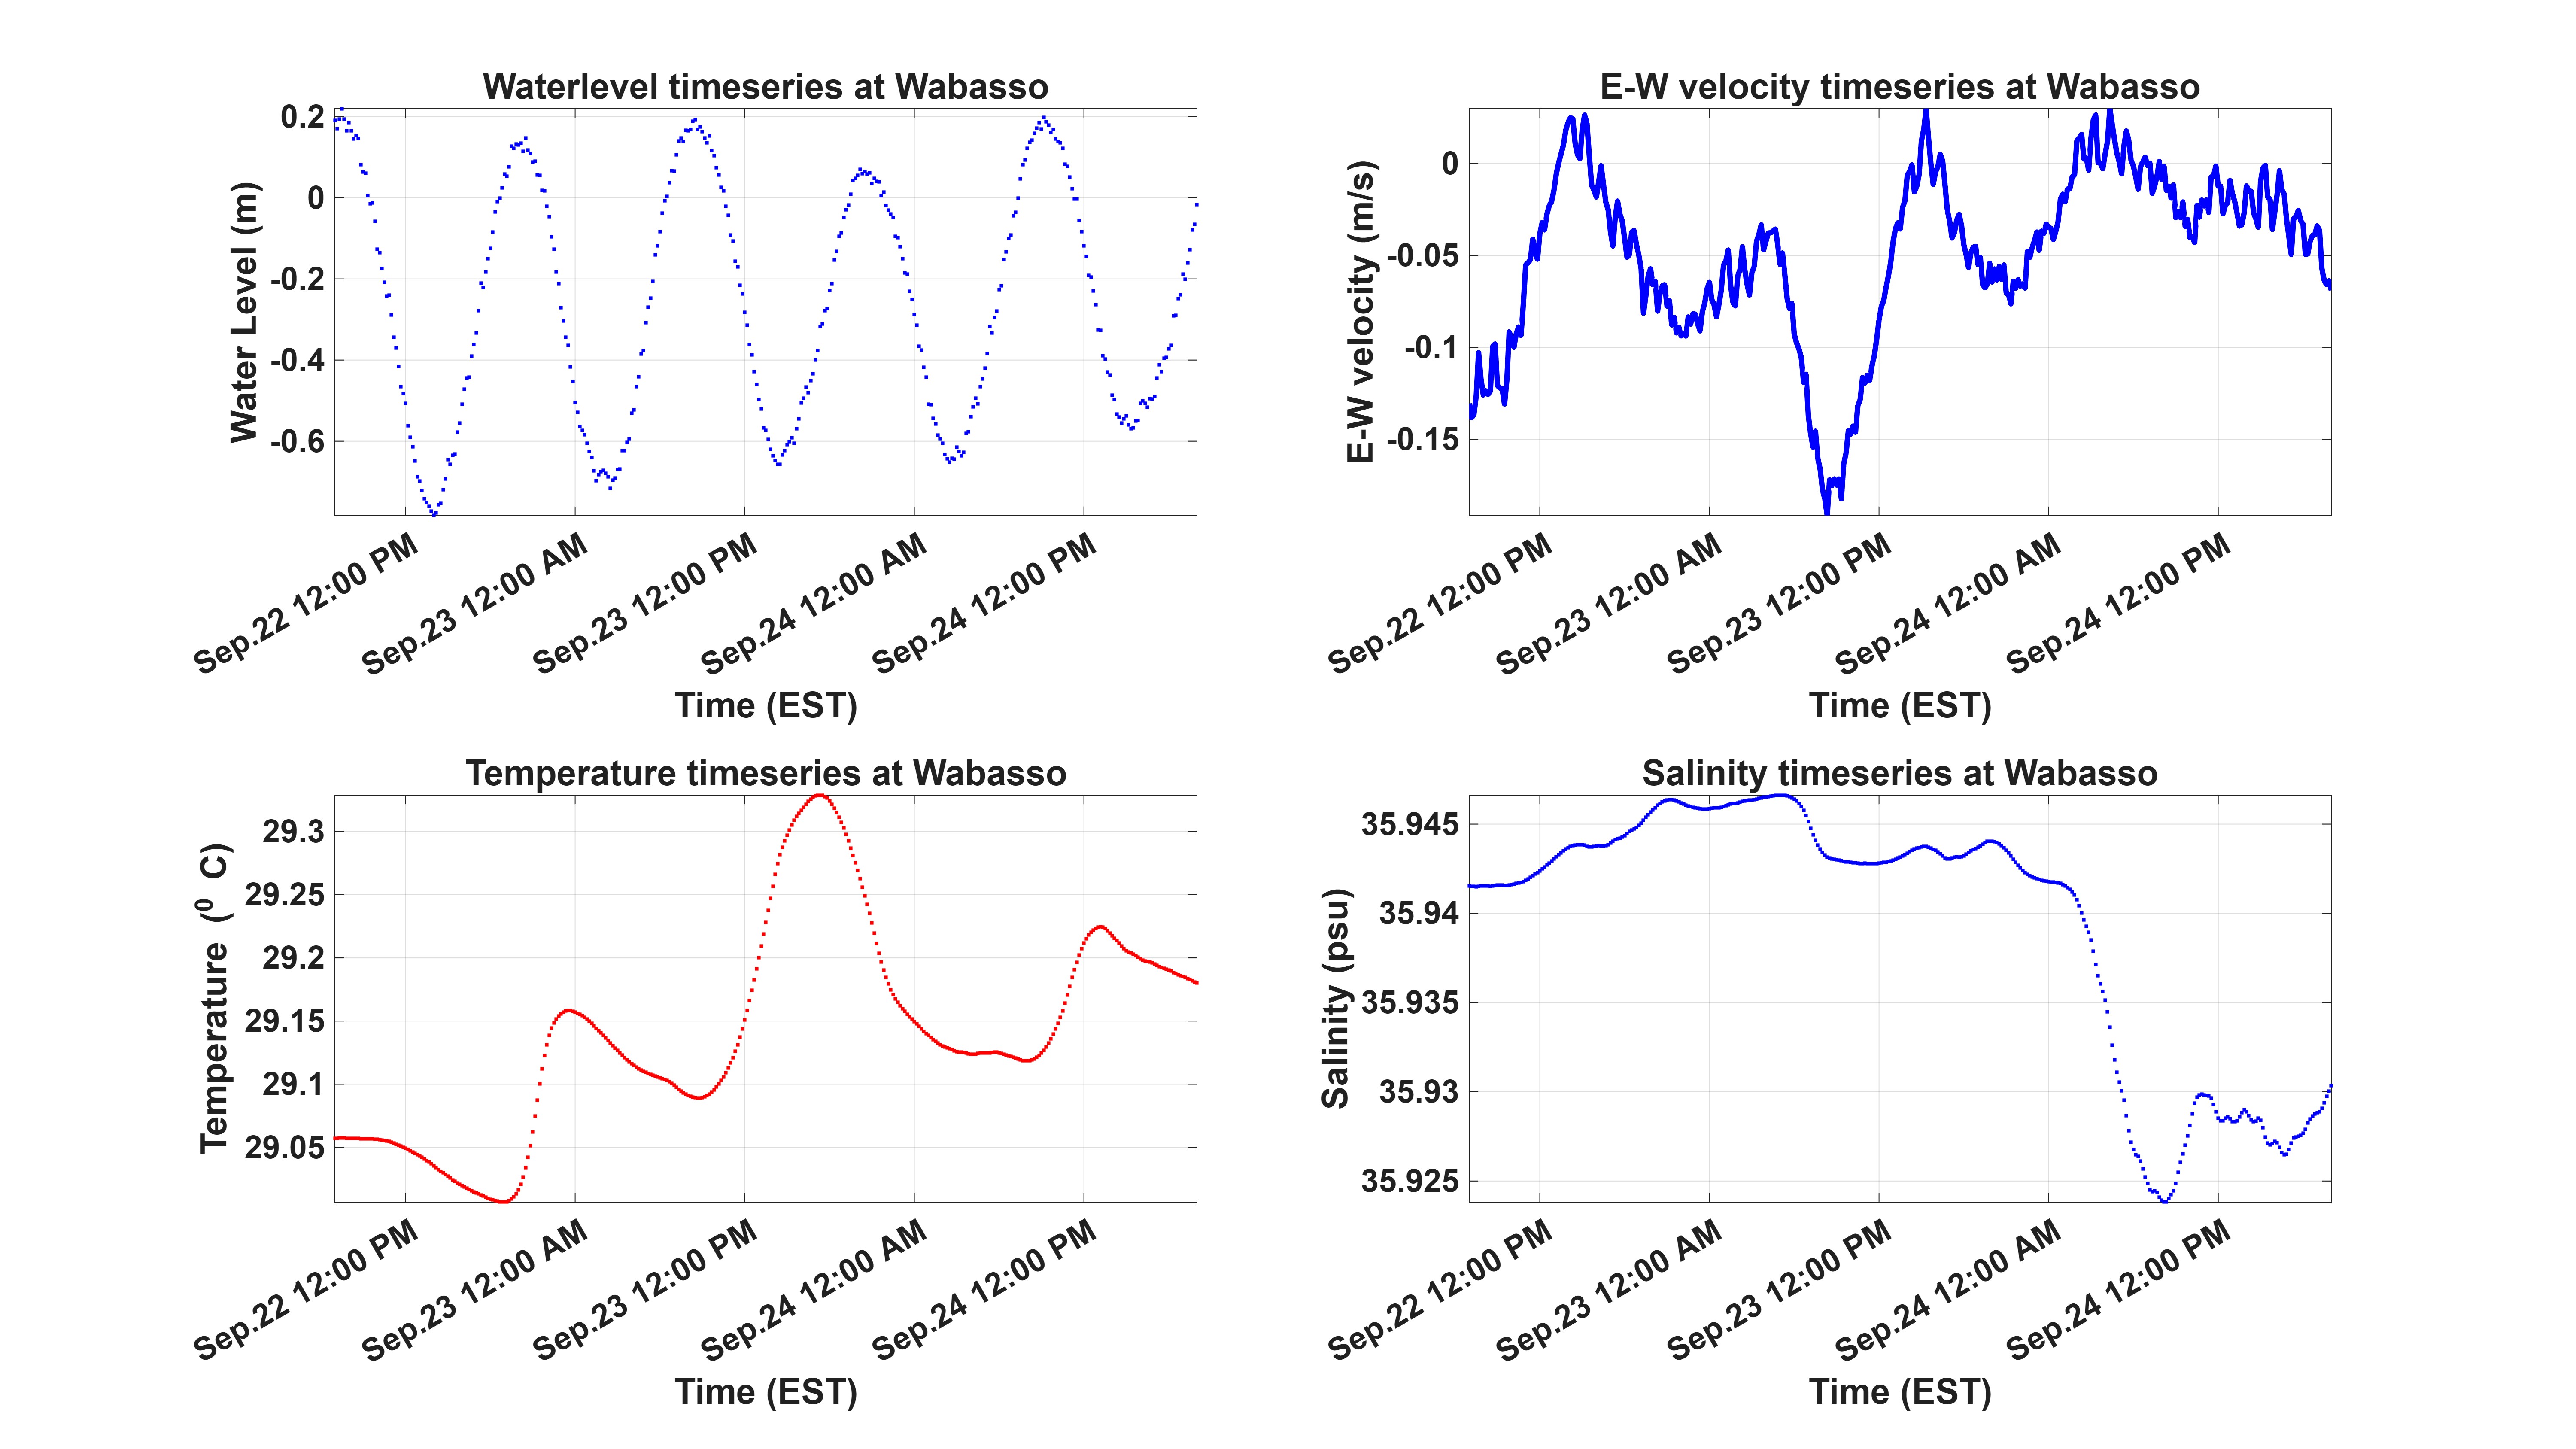 Waterlevel timeseries at Wabasso
Water Level (m)
0.2
0
-0.2
-0.4
-0.6
Sep.22 12:00 PM
Sep.23 12:00 AM
Sep.23 12:00 PM
Sep.24 12:00 AM
Sep.24 12:00 PM
Time (EST)
E-W velocity timeseries at Wabasso
E-W velocity (m/s)
0
-0.05
-0.1
-0.15
Sep.22 12:00 PM
Sep.23 12:00 AM
Sep.23 12:00 PM
Sep.24 12:00 AM
Sep.24 12:00 PM
Time (EST)
Temperature timeseries at Wabasso
Temperature (⁰ C)
29.3
29.25
29.2
29.15
29.1
29.05
Sep.22 12:00 PM
Sep.23 12:00 AM
Sep.23 12:00 PM
Sep.24 12:00 AM
Sep.24 12:00 PM
Time (EST)
Salinity timeseries at Wabasso
Salinity (psu)
35.945
35.94
35.935
35.93
35.925
Sep.22 12:00 PM
Sep.23 12:00 AM
Sep.23 12:00 PM
Sep.24 12:00 AM
Sep.24 12:00 PM
Time (EST)